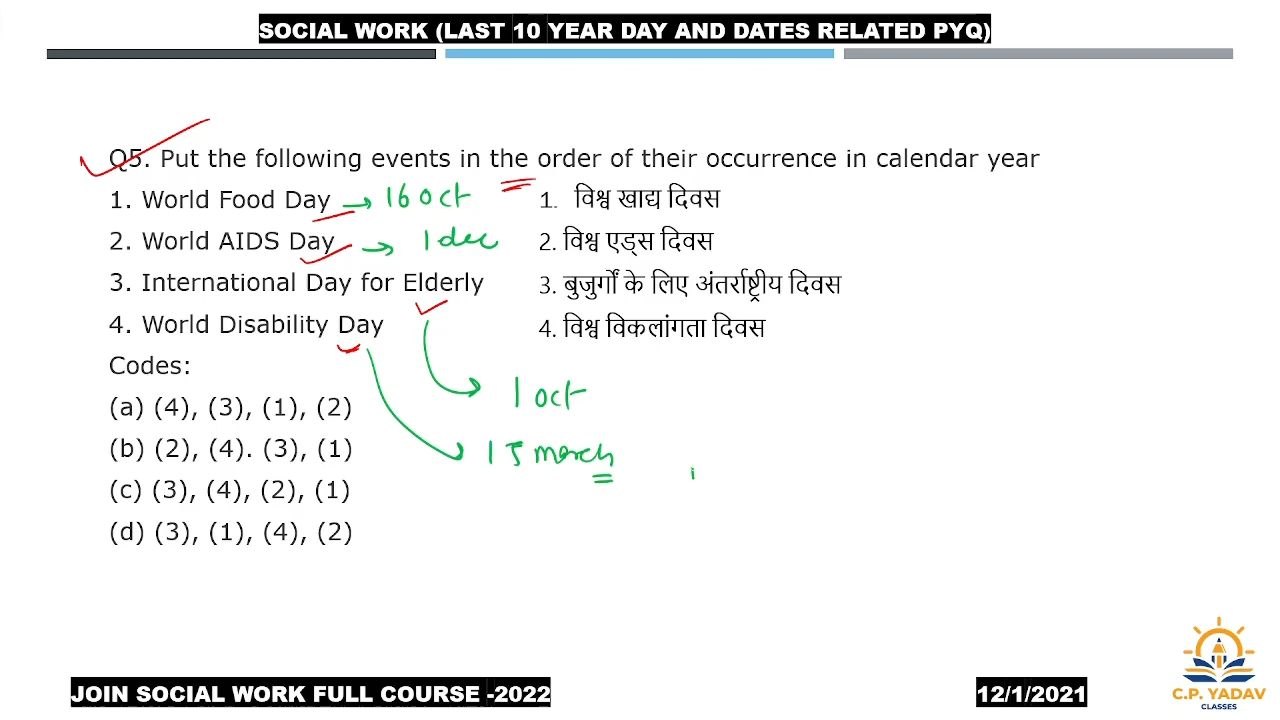 SOCIAL WORK (LAST 10 YEAR DAY AND DATES RELATED PYQ)
Q5. Put the following events in the order of their occurrence in calendar year
1. World Food Day → 16 oct 1. विश्व खाद्य दिवस
2. World AIDS Day → 1 dec 2. विश्व एड्स दिवस
3. International Day for Elderly 3. बुजुर्गों के लिए अंतर्राष्ट्रीय दिवस
4. World Disability Day 4. विश्व विकलांगता दिवस
Codes:
1 oct
(a) (4), (3), (1), (2)
(b) (2), (4). (3), (1) 15 march
(c) (3), (4), (2), (1)
(d) (3), (1), (4), (2)
JOIN SOCIAL WORK FULL COURSE -2022 12/1/2021
C.P. YADAV
CLASSES